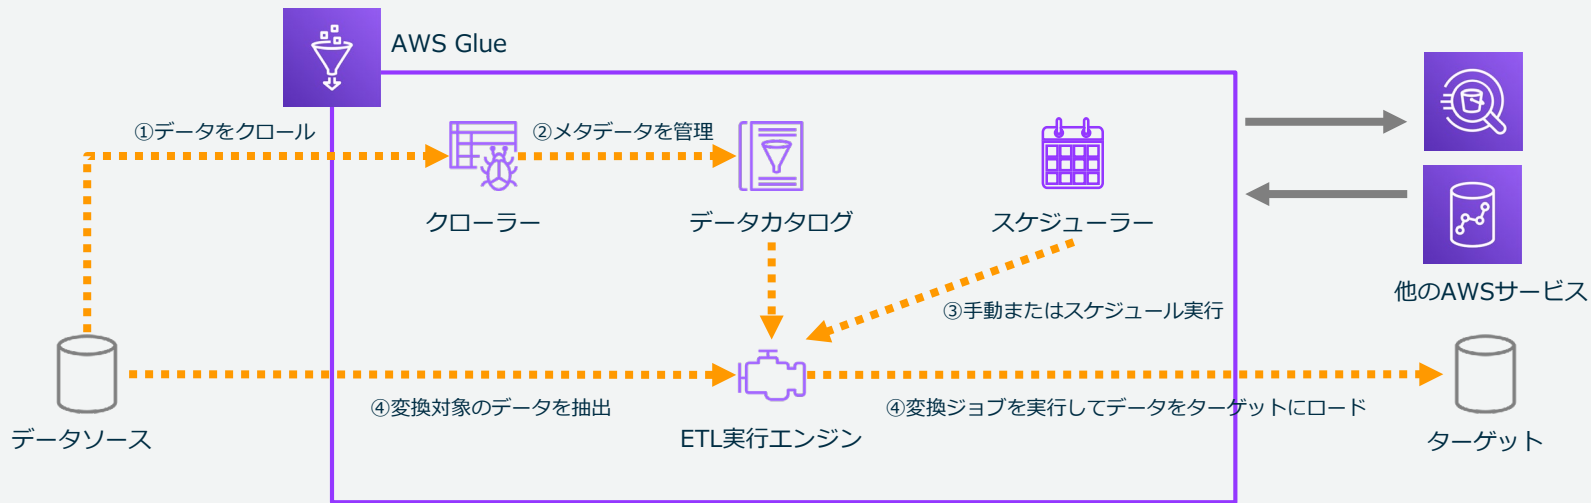 AWS Glue
①データをクロール
②メタデータを管理
クローラー
データカタログ
スケジューラー
他のAWSサービス
③手動またはスケジュール実行
④変換対象のデータを抽出
④変換ジョブを実行してデータをターゲットにロード
データソース
ETL実行エンジン
ターゲット